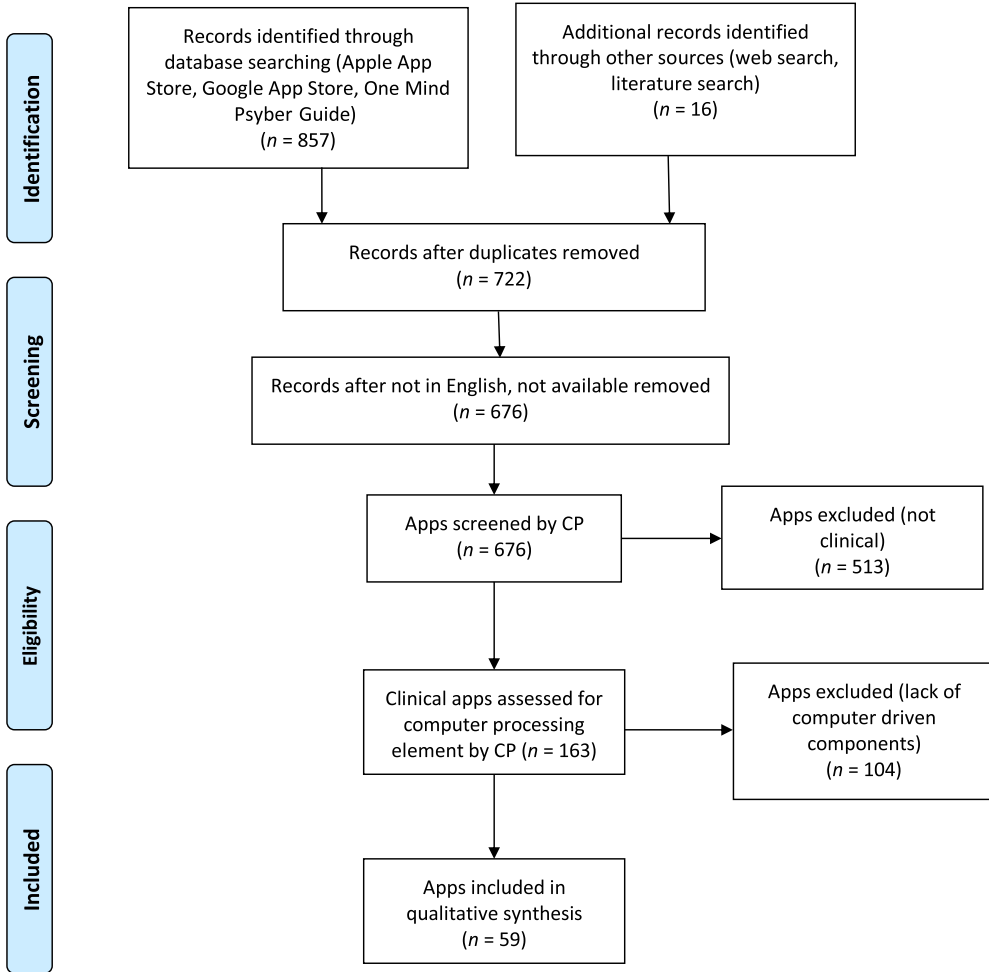 Identification
Records identified through
database searching (Apple App
Store, Google App Store, One Mind
Psyber Guide)
(n = 857)
Additional records identified
through other sources (web search,
literature search)
(n = 16)
Records after duplicates removed
(n = 722)
Screening
Records after not in English, not available removed
(n = 676)
Apps screened by CP
(n = 676)
Apps excluded (not
clinical)
(n = 513)
Eligibility
Clinical apps assessed for
computer processing
element by CP (n = 163)
Apps excluded (lack of
computer driven
components)
(n = 104)
Included
Apps included in
qualitative synthesis
(n = 59)